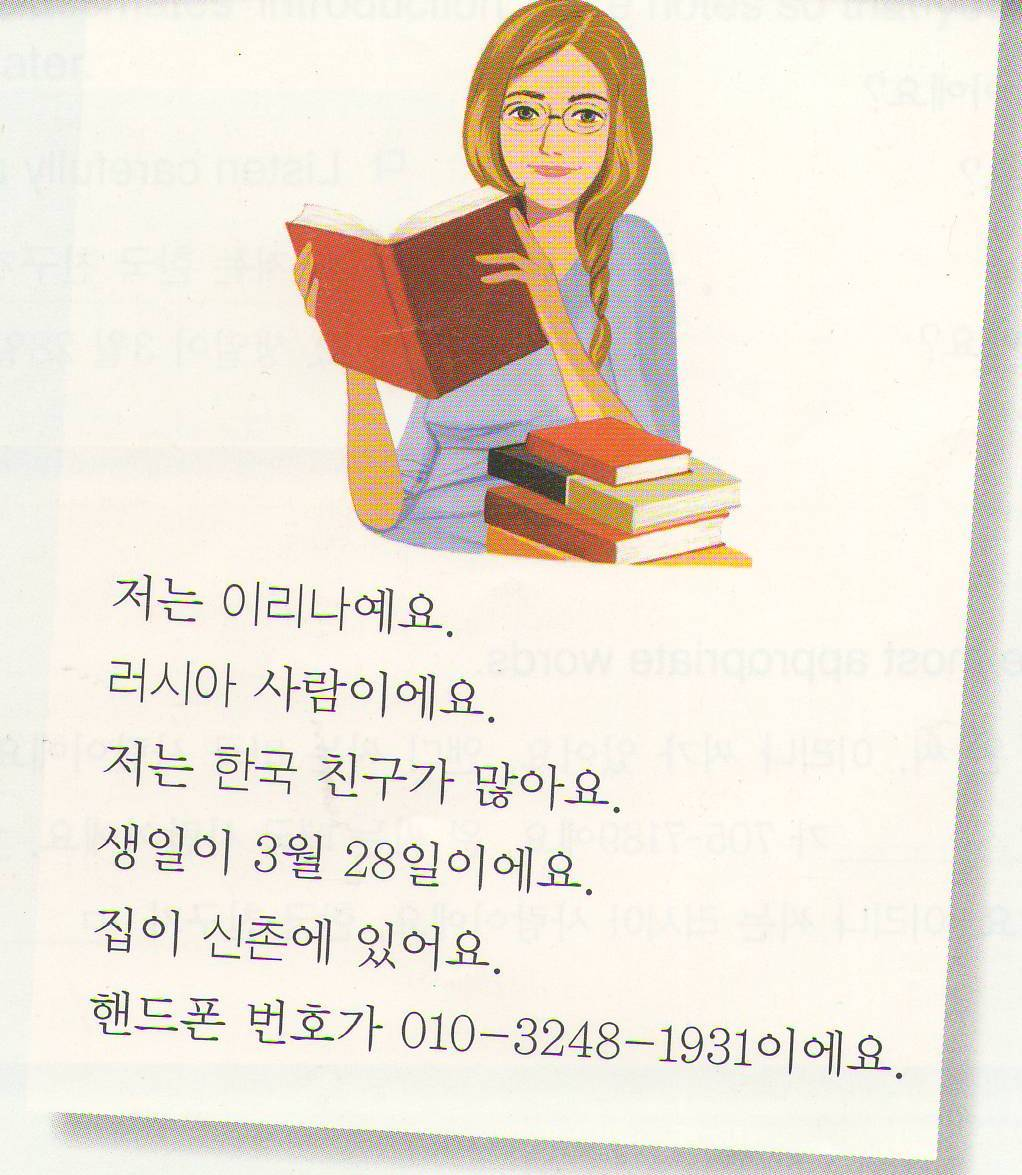 저는 이리나예요.
러시아 사람이에요.
저는 한국 친구가 많아요.
생일이 3월 28일이에요.
집이 신촌에 있어요.
핸드폰 번호가 010-3248-1931이에요.